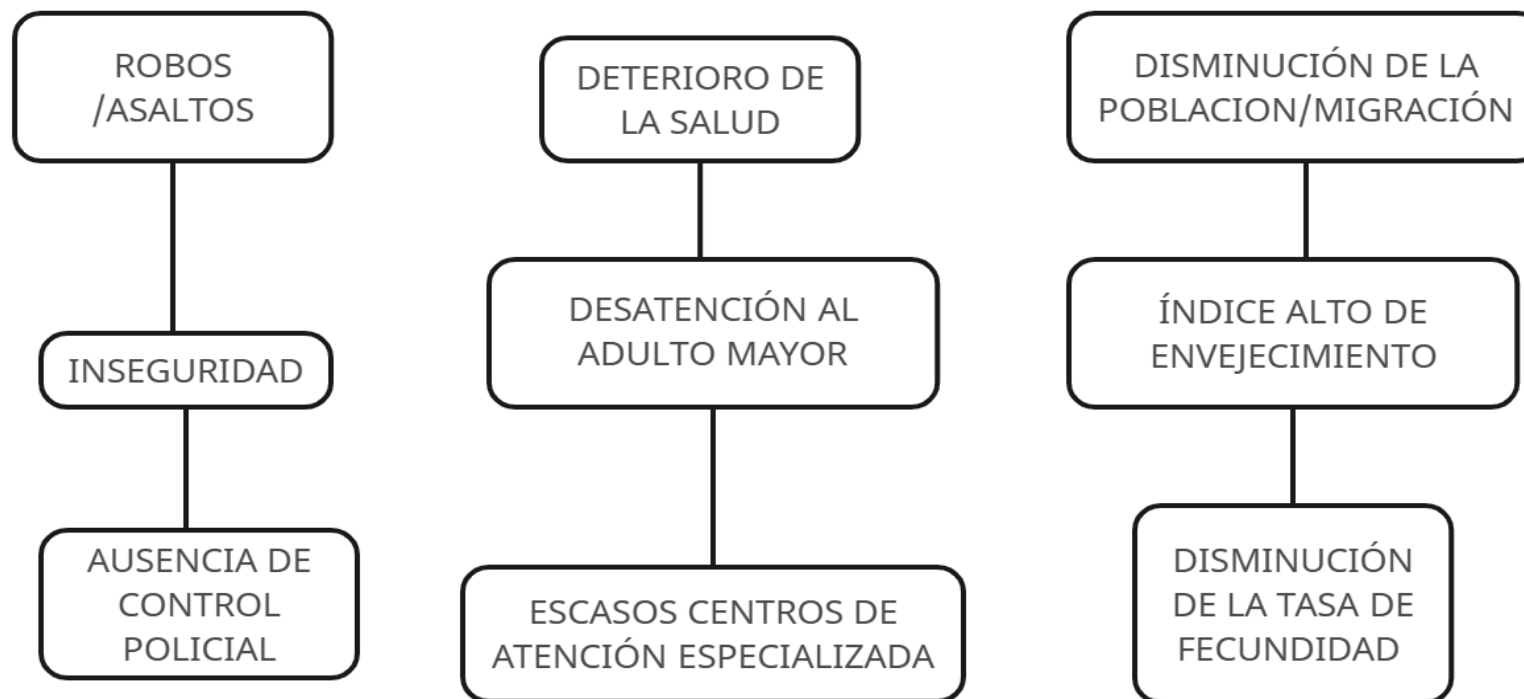 ROBOS
/ASALTOS
INSEGURIDAD
AUSENCIA DE
CONTROL
POLICIAL
DETERIORO DE
LA SALUD
DESATENCIÓN AL
ADULTO MAYOR
ESCASOS CENTROS DE
ATENCIÓN ESPECIALIZADA
DISMINUCIÓN DE LA
POBLACION/MIGRACIÓN
ÍNDICE ALTO DE
ENVEJECIMIENTO
DISMINUCIÓN
DE LA TASA DE
FECUNDIDAD